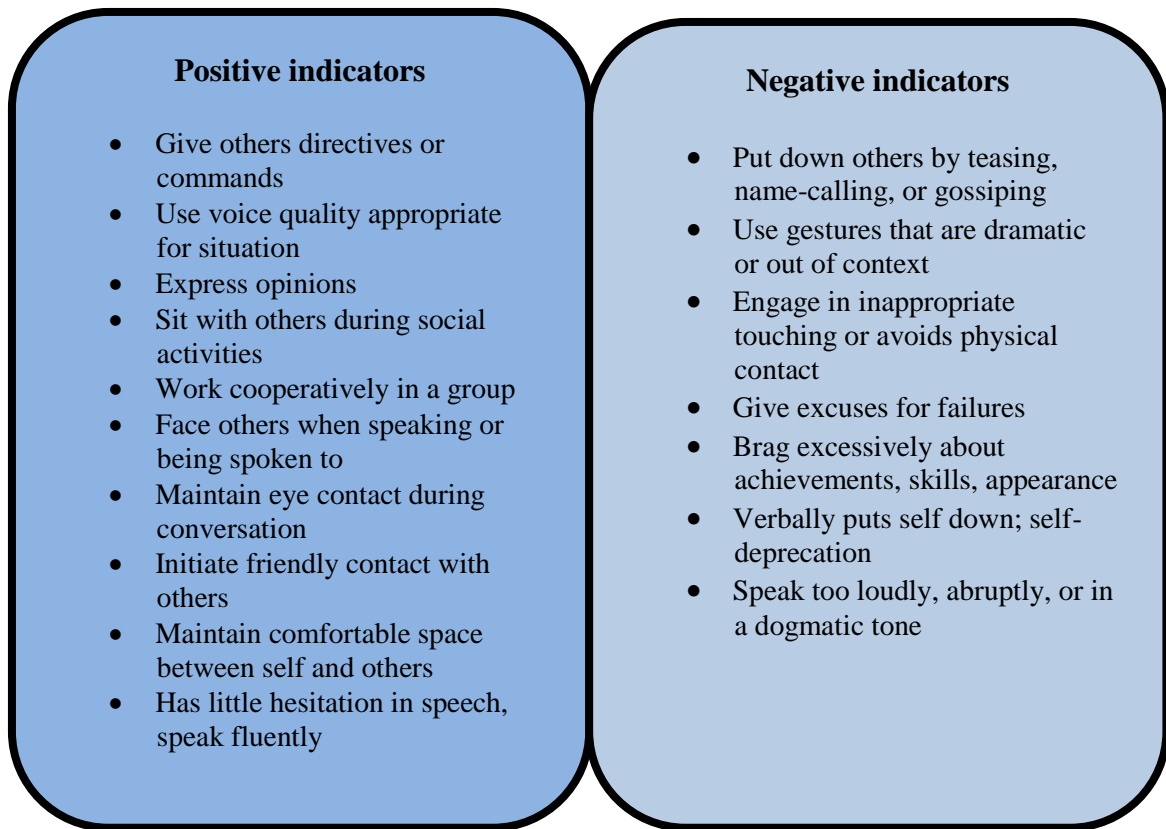 Positive indicators
• Give others directives or
commands
• Use voice quality appropriate
for situation
• Express opinions
• Sit with others during social
activities
• Work cooperatively in a group
• Face others when speaking or
being spoken to
• Maintain eye contact during
conversation
• Initiate friendly contact with
others
• Maintain comfortable space
between self and others
• Has little hesitation in speech,
speak fluently
Negative indicators
• Put down others by teasing,
name-calling, or gossiping
• Use gestures that are dramatic
or out of context
• Engage in inappropriate
touching or avoids physical
contact
• Give excuses for failures
• Brag excessively about
achievements, skills, appearance
• Verbally puts self down; self-
deprecation
• Speak too loudly, abruptly, or in
a dogmatic tone